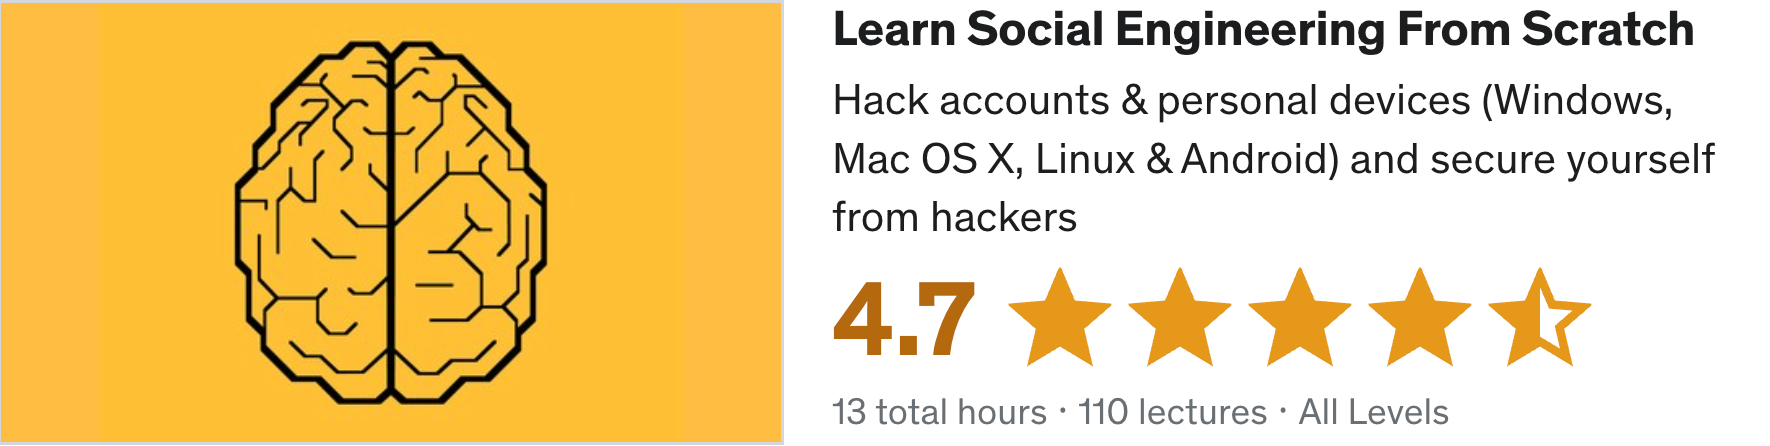 Learn Social Engineering From Scratch
Hack accounts & personal devices (Windows,
Mac OS X, Linux & Android) and secure yourself
from hackers
4.7
13 total hours · 110 lectures · All Levels